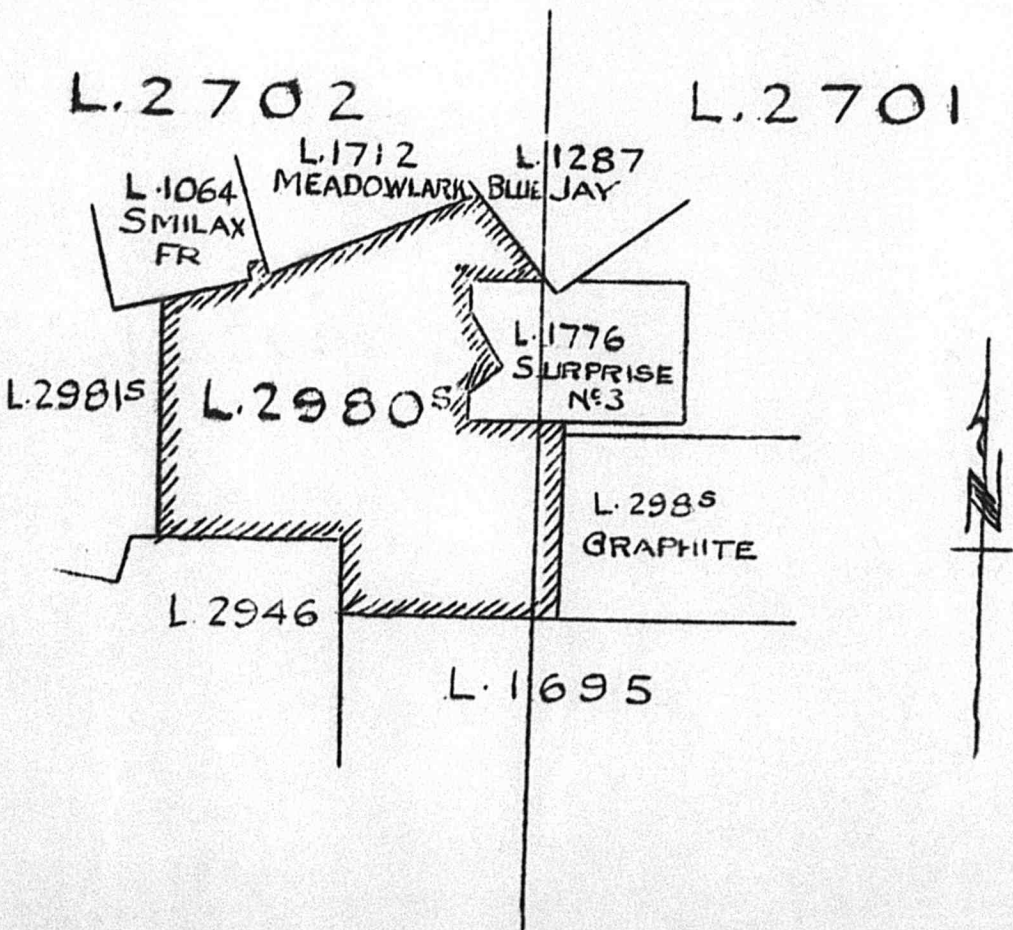 L.2702
L.2701
L.1712
MEADOWLARK
L.1287
BLUE JAY
L.1064
SMILAX
FR
L.1776
SURPRISE
Nº3
L.2981S
L.2980S
L.298S
GRAPHITE
L.2946
L.1695
N